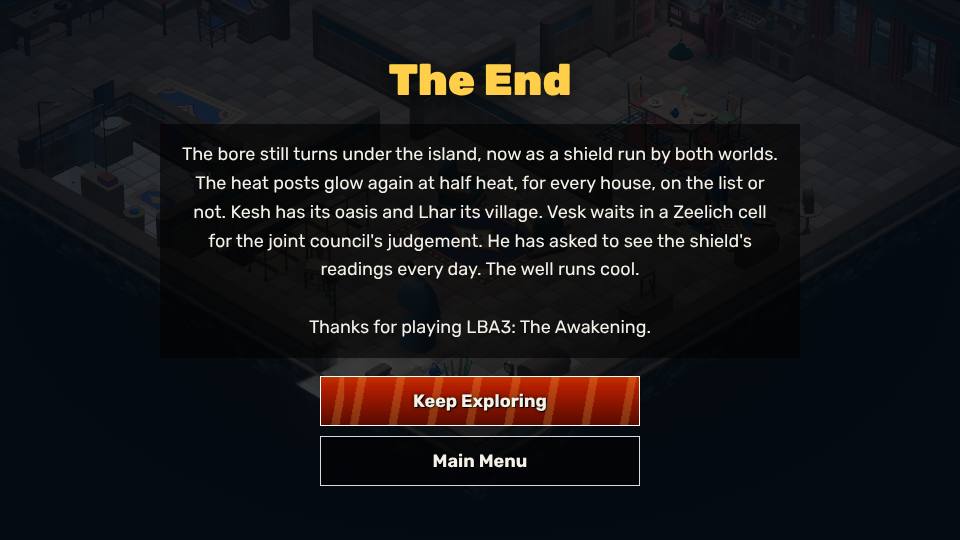 The End
The bore still turns under the island, now as a shield run by both worlds.
The heat posts glow again at half heat, for every house, on the list or
not. Kesh has its oasis and Lhar its village. Vesk waits in a Zeelich cell
for the joint council's judgement. He has asked to see the shield's
readings every day. The well runs cool.
Thanks for playing LBA3: The Awakening.
Keep Exploring
Main Menu